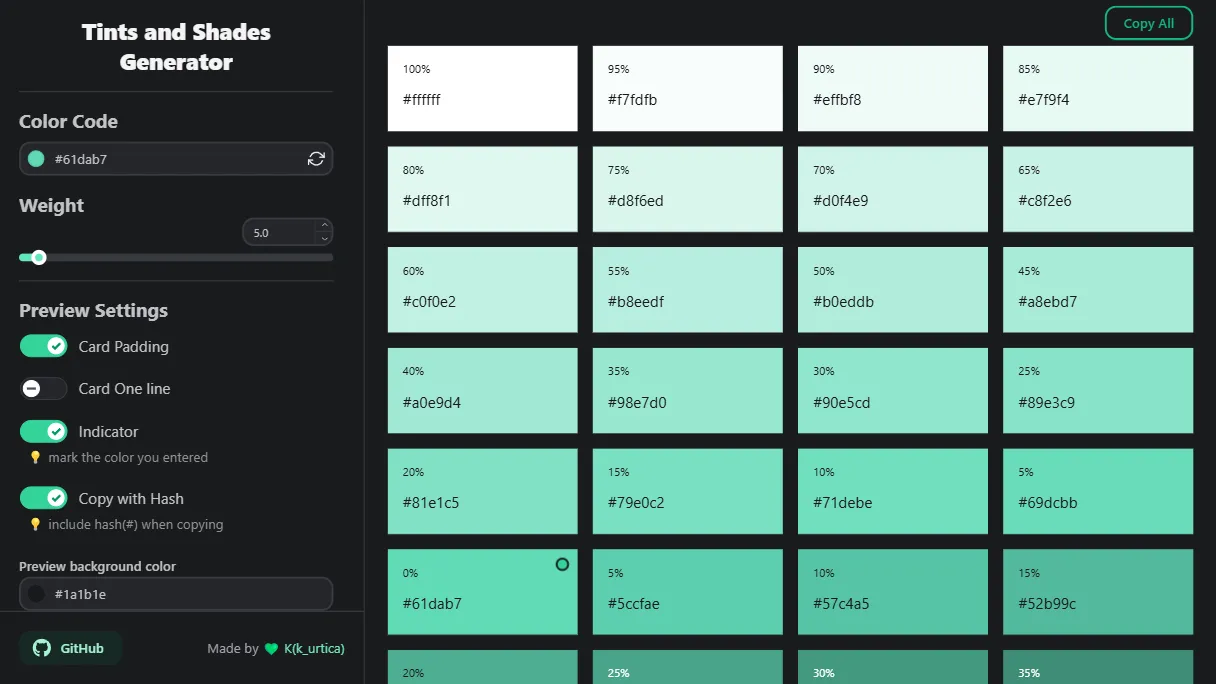 Tints and Shades
Generator
Color Code
#61dab7
Weight
5.0
Preview Settings
Card Padding
Card One line
Indicator
mark the color you entered
Copy with Hash
include hash(#) when copying
Preview background color
#1a1b1e
GitHub
Made by K(k_urtica)
Copy All
100%
#ffffff
95%
#f7fdfb
90%
#effbf8
85%
#e7f9f4
80%
#dff8f1
75%
#d8f6ed
70%
#d0f4e9
65%
#c8f2e6
60%
#c0f0e2
55%
#b8eedf
50%
#b0eddb
45%
#a8ebd7
40%
#a0e9d4
35%
#98e7d0
30%
#90e5cd
25%
#89e3c9
20%
#81e1c5
15%
#79e0c2
10%
#71debe
5%
#69dcbb
0%
#61dab7
5%
#5ccfae
10%
#57c4a5
15%
#52b99c
20%
25%
30%
35%